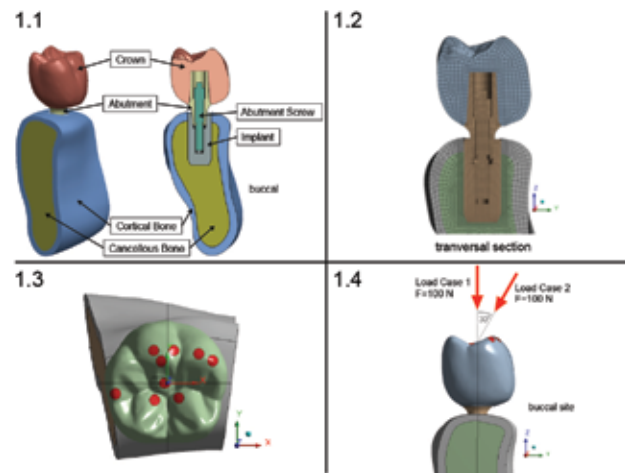 1.1
Crown
Abutment
Abutment Screw
Implant
buccal
Cortical Bone
Cancellous Bone
1.2
Z
Y
tranversal section
1.3
Y
Z
X
1.4
Load Case 1
F=100 N
Load Case 2
F=100 N
buccal site
Z
Y